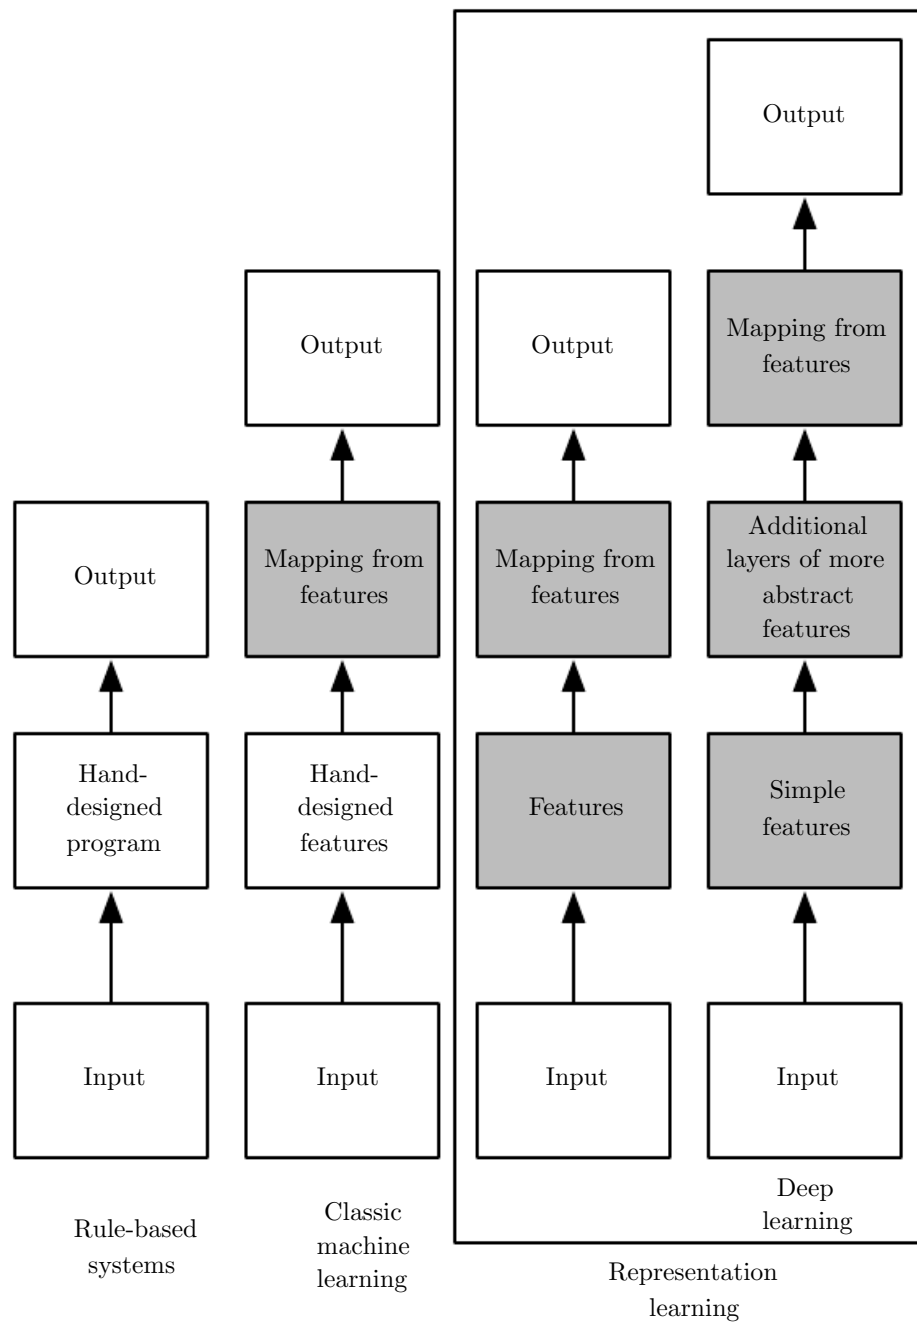 Output
Mapping from
features
Additional
layers of more
abstract
features
Simple
features
Input
Deep
learning
Output
Mapping from
features
Features
Input
Representation
learning
Output
Mapping from
features
Hand-
designed
features
Input
Classic
machine
learning
Output
Hand-
designed
program
Input
Rule-based
systems